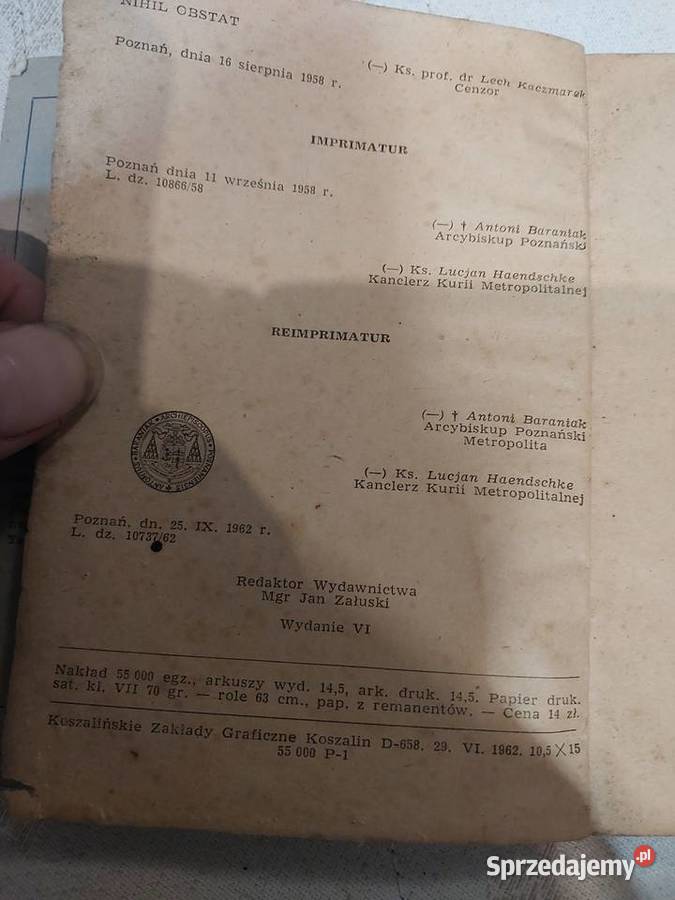 NIHIL OBSTAT
Poznań, dnia 16 sierpnia 1958 r.
(—) Ks. prof. dr Lech Kaczmarek
Cenzor
IMPRIMATUR
Poznań dnia 11 września 1958 r.
L. dz. 10866/58
(—) † Antoni Baraniak
Arcybiskup Poznański
(—) Ks. Lucjan Haendschke
Kanclerz Kurii Metropolitalnej
REIMPRIMATUR
(—) † Antoni Baraniak
Arcybiskup Poznański
Metropolita
(—) Ks. Lucjan Haendschke
Kanclerz Kurii Metropolitalnej
ANTONIUS BARANIAK ARCHIEPISCOPUS POSNANIENSIS
Poznań, dn. 25. IX. 1962 r.
L. dz. 10737/62
Redaktor Wydawnictwa
Mgr Jan Załuski
Wydanie VI
Nakład 55 000 egz., arkuszy wyd. 14,5, ark. druk. 14,5. Papier druk.
sat. kl. VII 70 gr. — role 63 cm., pap. z remanentów. — Cena 14 zł.
Koszalińskie Zakłady Graficzne Koszalin D-658. 29. VI. 1962. 10,5 X 15
55 000 P-1
Sprzedajemy.pl